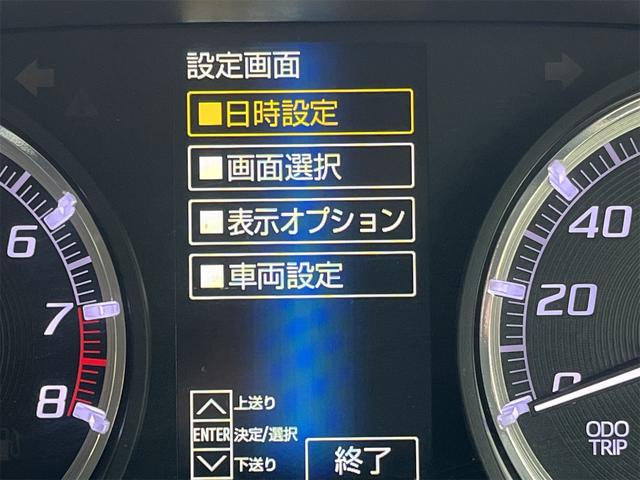 設定画面
■日時設定
■画面選択
■表示オプション
■車両設定
上送り
ENTER 決定/選択
下送り
終了
6
7
8
40
20
0
ODO
TRIP